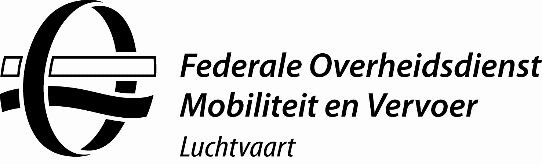 Federale Overheidsdienst
Mobiliteit en Vervoer
Luchtvaart